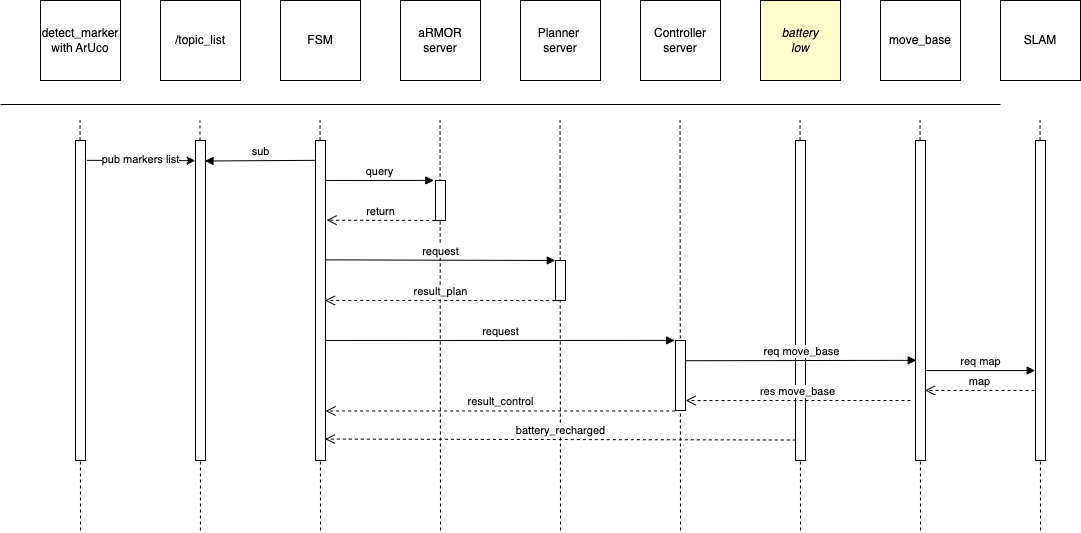 detect_marker
with ArUco
/topic_list
FSM
aRMOR
server
Planner
server
Controller
server
battery
low
move_base
SLAM
pub markers list
sub
query
return
request
result_plan
request
req move_base
req map
map
res move_base
result_control
battery_recharged